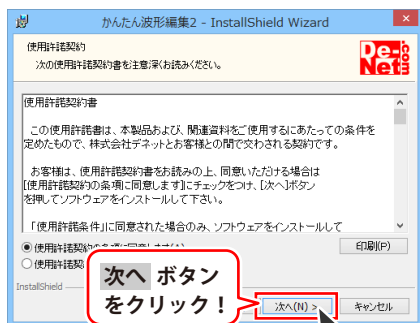 かんたん波形編集2 - InstallShield Wizard
使用許諾契約
次の使用許諾契約書を注意深くお読みください。
De-Net.com
使用許諾契約書
この使用許諾書は、本製品および、関連資料をご使用するにあたっての条件を
定めたもので、株式会社デネットとお客様との間で交わされる契約です。
お客様は、使用許諾契約書をお読みの上、同意いただける場合は
[使用許諾契約の条項に同意します]にチェックをつけ、[次へ]ボタン
を押してソフトウェアをインストールして下さい。
「使用許諾条件」に同意された場合のみ、ソフトウェアをインストールして
使用許諾契約の条項に同意します(A)
印刷(P)
使用許諾契
次へ ボタン
をクリック!
InstallShield
次へ(N) >
キャンセル